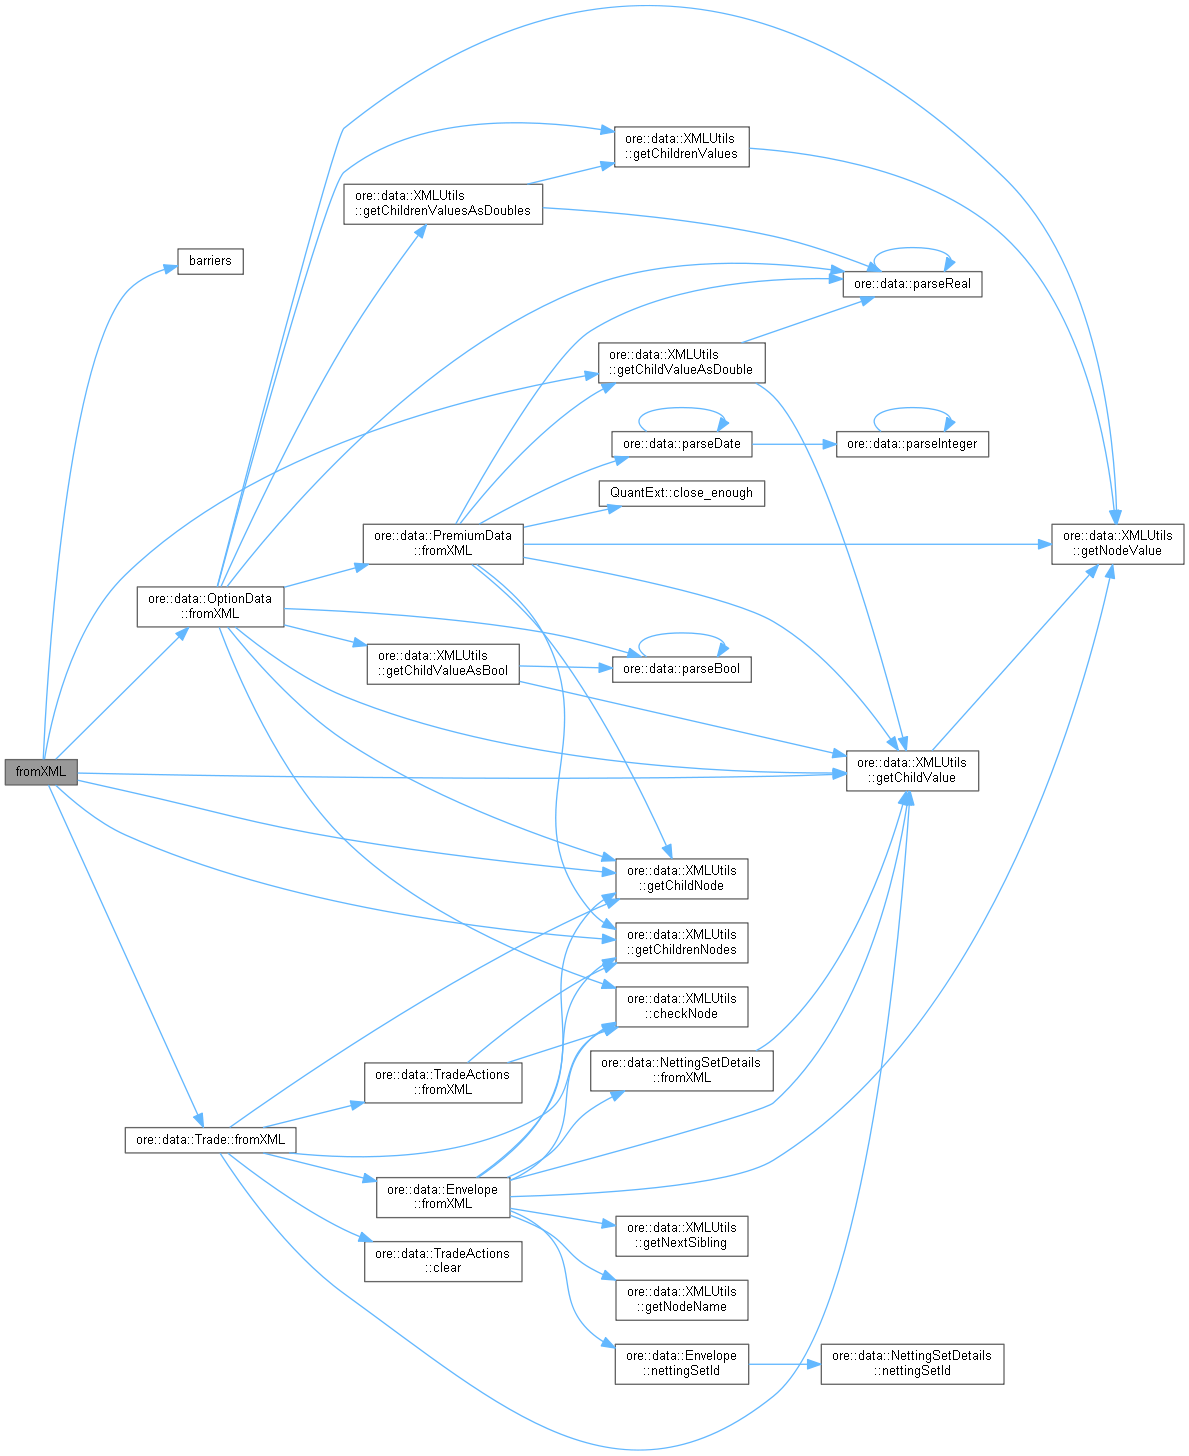 ore::data::XMLUtils
::getChildrenValues
ore::data::XMLUtils
::getChildrenValuesAsDoubles
barriers
ore::data::parseReal
ore::data::XMLUtils
::getChildValueAsDouble
ore::data::parseDate
ore::data::parseInteger
QuantExt::close_enough
ore::data::PremiumData
::fromXML
ore::data::XMLUtils
::getNodeValue
ore::data::OptionData
::fromXML
ore::data::XMLUtils
::getChildValueAsBool
ore::data::parseBool
fromXML
ore::data::XMLUtils
::getChildValue
ore::data::XMLUtils
::getChildNode
ore::data::XMLUtils
::getChildrenNodes
ore::data::XMLUtils
::checkNode
ore::data::TradeActions
::fromXML
ore::data::NettingSetDetails
::fromXML
ore::data::Trade::fromXML
ore::data::Envelope
::fromXML
ore::data::XMLUtils
::getNextSibling
ore::data::TradeActions
::clear
ore::data::XMLUtils
::getNodeName
ore::data::Envelope
::nettingSetId
ore::data::NettingSetDetails
::nettingSetId